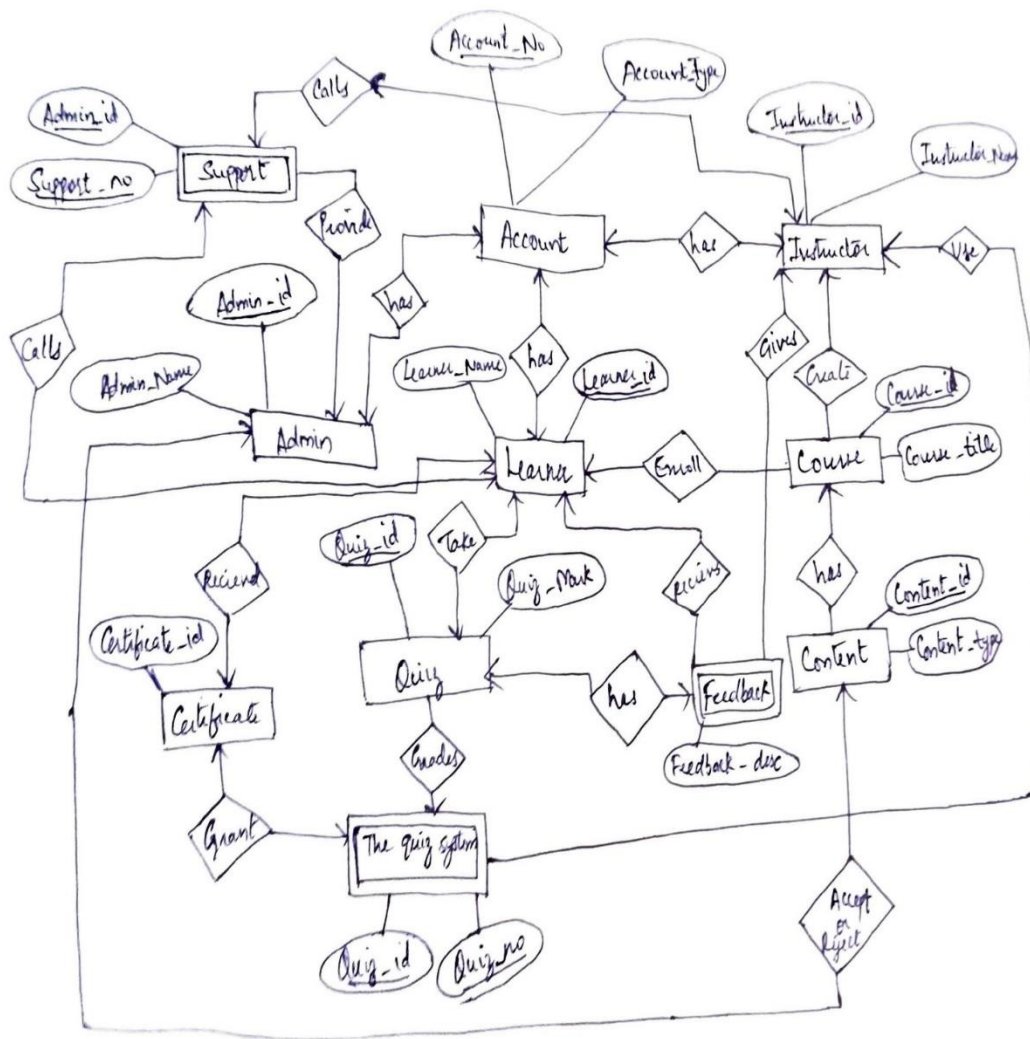 Account_No
Account_Type
Calls
Admin_id
Instructor_id
Instructor_Name
Support
Support_no
Provide
Account
has
Instructor
Use
has
Admin_id
Calls
has
Gives
Learner_Name
Learner_id
Create
Admin_Name
Course_id
Admin
Learner
Enroll
Course
Course_title
Quiz_id
Take
Recieved
Quiz_Mark
recieves
has
Content_id
Certificate_id
Quiz
Content
Content_type
Certificate
has
Feedback
Grades
Feedback_desc
Grant
The quiz system
Accept
or
Reject
Quiz_id
Quiz_no